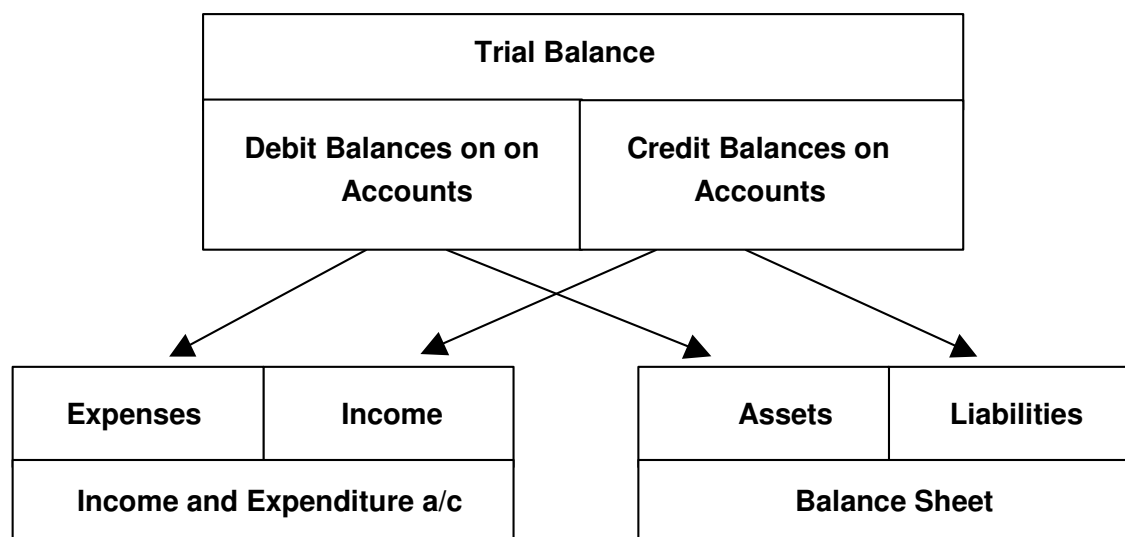 Trial Balance
Debit Balances on on
Accounts
Credit Balances on
Accounts
Expenses
Income
Assets
Liabilities
Income and Expenditure a/c
Balance Sheet